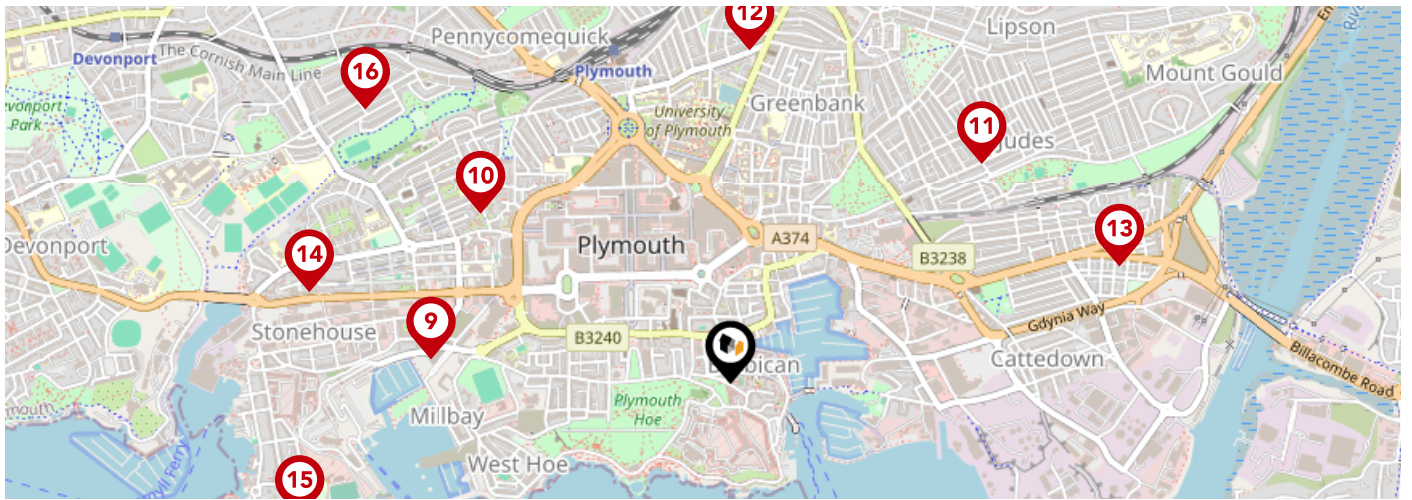 12
Lipson
Pennycomequick
Devonport
The Cornish Main Line
16
Plymouth
Mount Gould
evonport
Park
University
of Plymouth
Greenbank
11
judes
10
Devonport
14
Plymouth
A374
B3238
13
Stonehouse
9
B3240
Gdynia Way
Cattedown
Billacombe Road
Millbay
Plymouth
Hoe
West Hoe
15